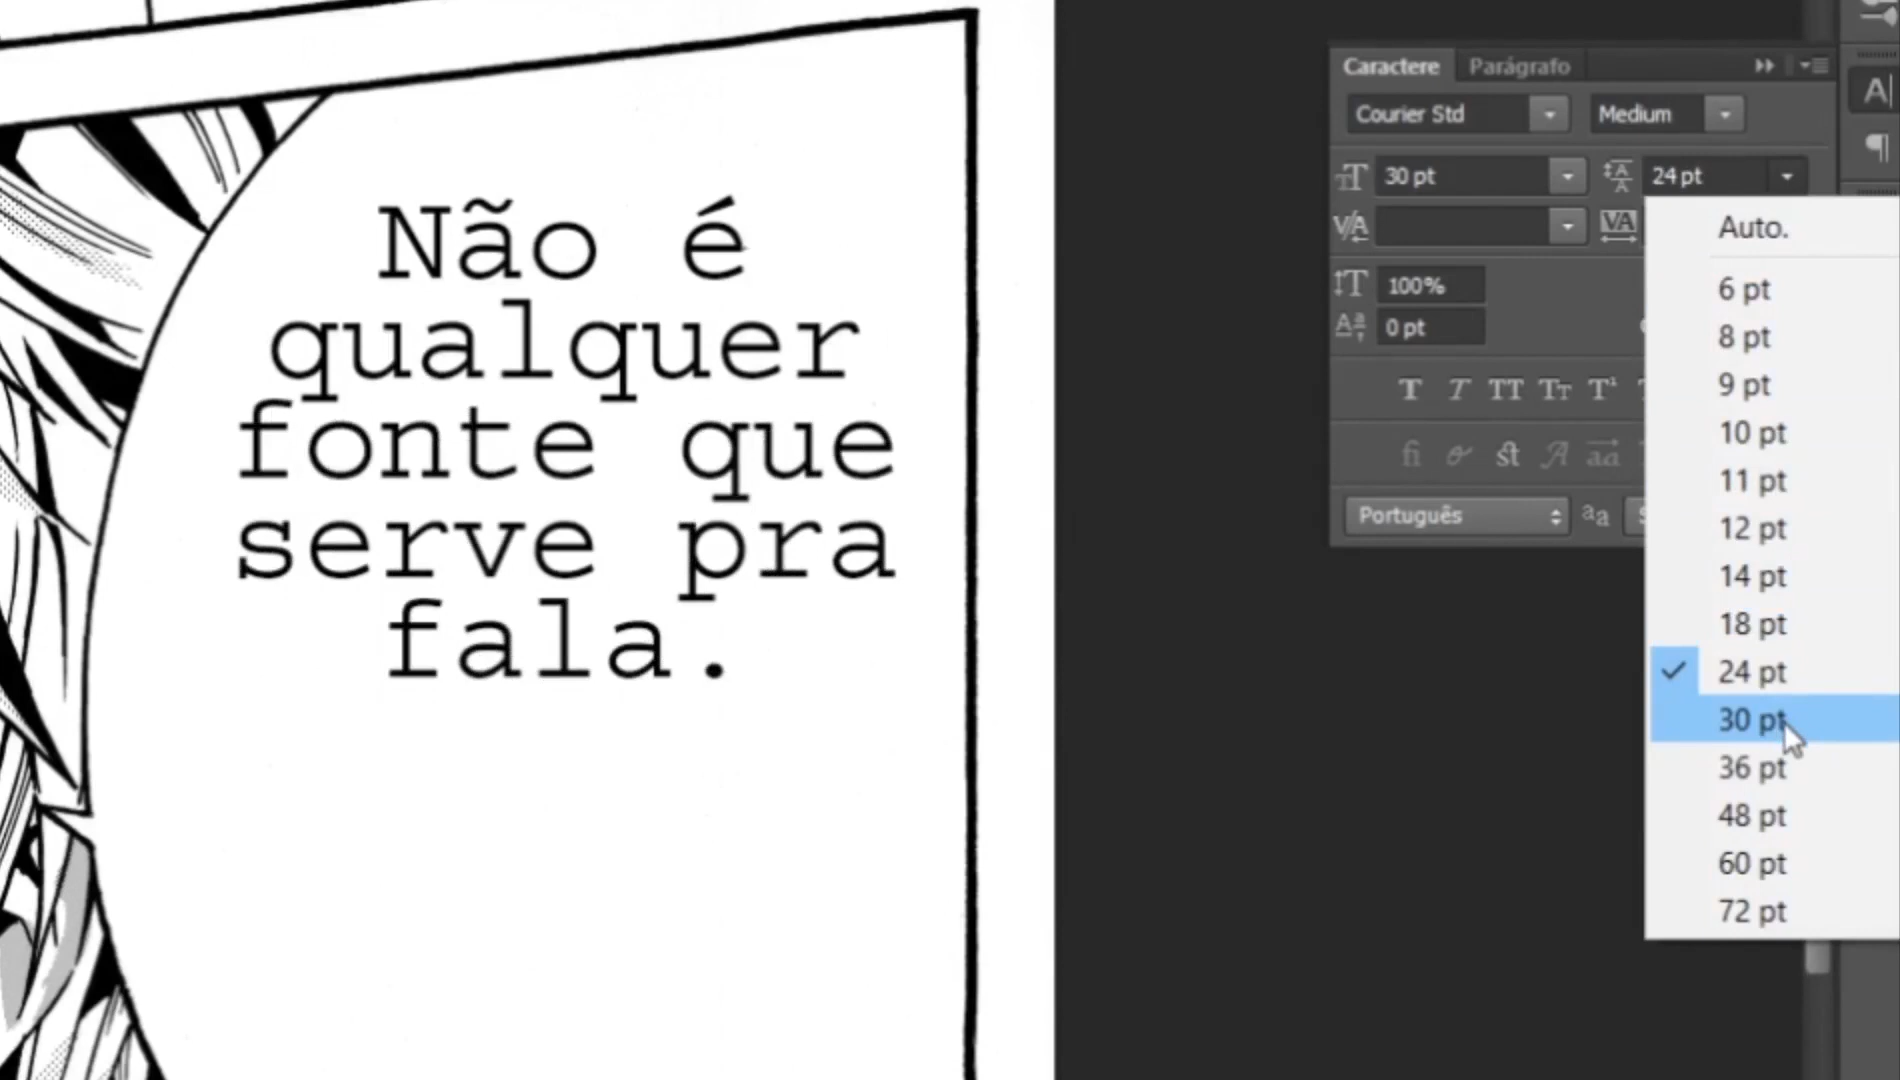 Não é
qualquer
fonte que
serve pra
fala.
Caractere Parágrafo
Courier Std Medium
30 pt 24 pt
100%
0 pt
Português
Auto.
6 pt
8 pt
9 pt
10 pt
11 pt
12 pt
14 pt
18 pt
24 pt
30 pt
36 pt
48 pt
60 pt
72 pt